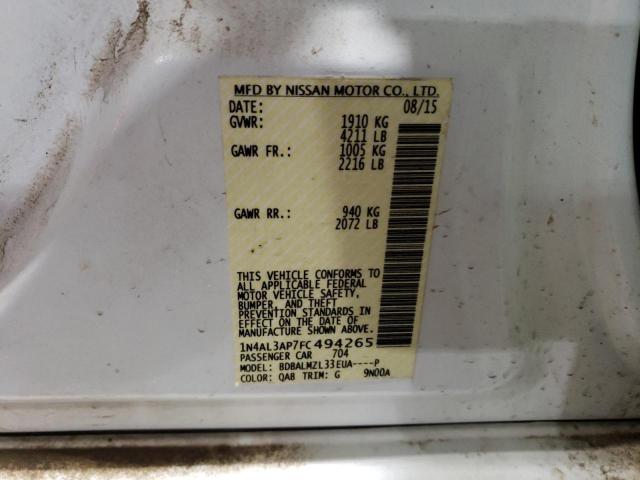 MFD BY NISSAN MOTOR CO., LTD.
DATE: 08/15
GVWR: 1910 KG
4211 LB
GAWR FR.: 1005 KG
2216 LB
GAWR RR.: 940 KG
2072 LB
THIS VEHICLE CONFORMS TO
ALL APPLICABLE FEDERAL
MOTOR VEHICLE SAFETY,
BUMPER, AND THEFT
PREVENTION STANDARDS
IN EFFECT ON THE DATE OF
MANUFACTURE SHOWN ABOVE.
1N4AL3AP7FC494265
PASSENGER CAR 704
MODEL: BDBALMZL33EUA----P
COLOR: QAB TRIM: G 9N00A